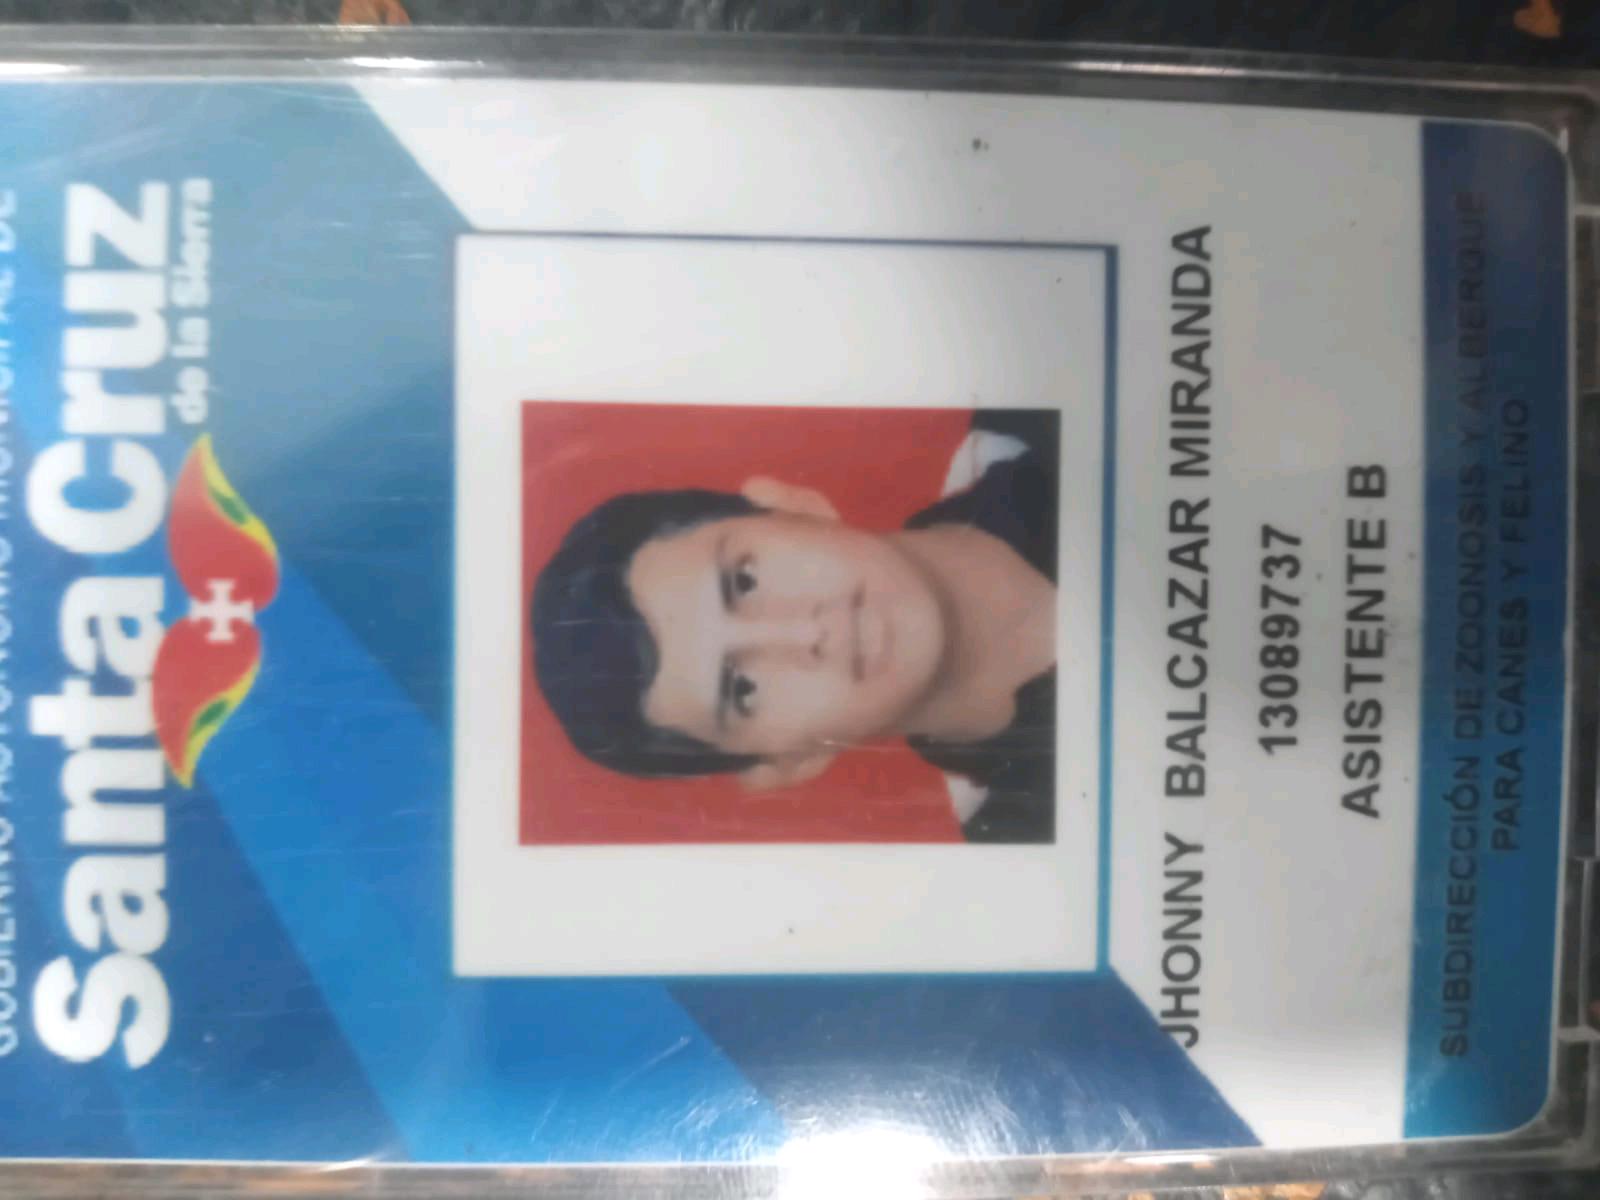 GOBIERNO AUTÓNOMO MUNICIPAL DE
Santa Cruz
de la Sierra
JHONNY BALCAZAR MIRANDA
13089737
ASISTENTE B
SUBDIRECCIÓN DE ZOONOSIS Y ALBERQUE
PARA CANES Y FELINO